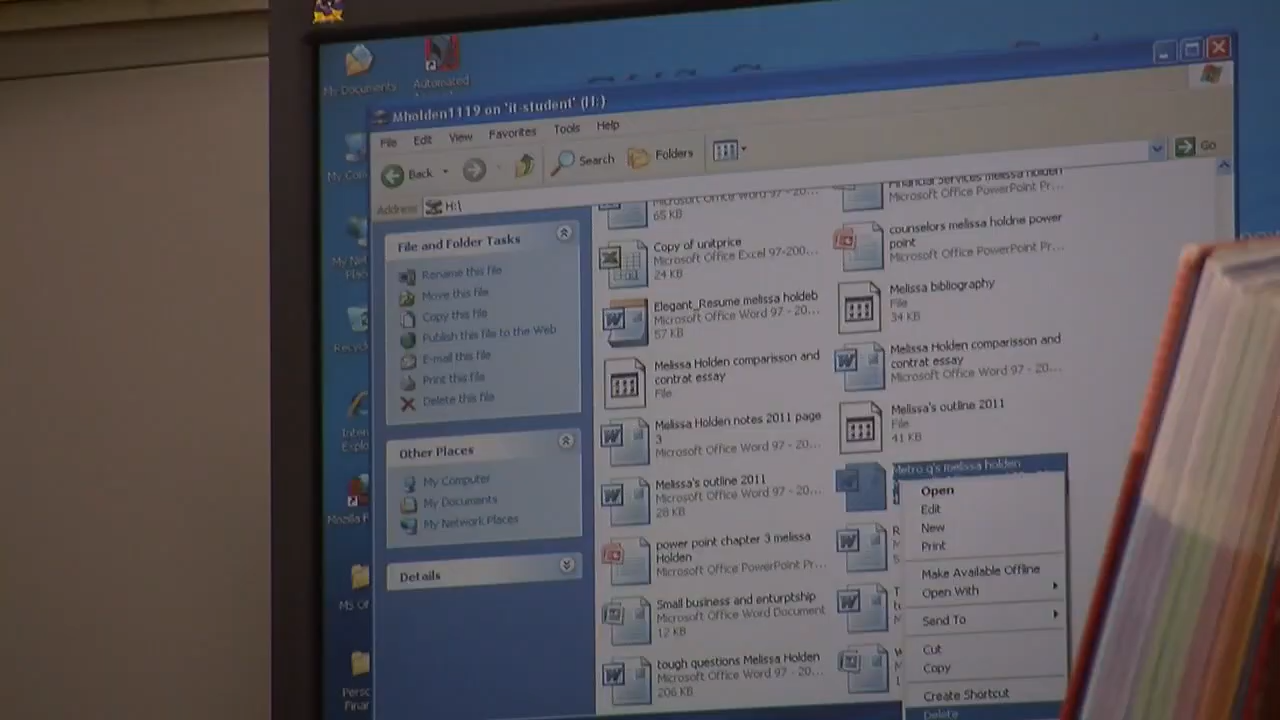 My Documents
Automated
Mholden1119 on 'it-student' (H:)
File Edit View Favorites Tools Help
Back
Search
Folders
Go
Address H:\
File and Folder Tasks
Rename this file
Move this file
Copy this file
Publish this file to the Web
E-mail this file
Print this file
Delete this file
Other Places
My Computer
My Documents
My Network Places
Details
Microsoft Office Word 97 - 20...
65 KB
Copy of unitprice
Microsoft Office Excel 97-200...
24 KB
Elegant_Resume melissa holdeb
Microsoft Office Word 97 - 20...
57 KB
Melissa Holden comparisson and
contrat essay
File
Melissa Holden notes 2011 page
3
Microsoft Office Word 97 - 20...
Melissa's outline 2011
Microsoft Office Word 97 - 20...
28 KB
power point chapter 3 melissa
Holden
Microsoft Office PowerPoint Pr...
Small business and enturptship
Microsoft Office Word Document
12 KB
tough questions Melissa Holden
Microsoft Office Word 97 - 20...
206 KB
Financial Services melissa holden
Microsoft Office PowerPoint Pr...
counselors melissa holdne power
point
Microsoft Office PowerPoint Pr...
Melissa bibliography
File
34 KB
Melissa Holden comparisson and
contrat essay
Microsoft Office Word 97 - 20...
Melissa's outline 2011
File
41 KB
Metro q's melissa holden
Open
Edit
New
Print
Make Available Offline
Open With
Send To
Cut
Copy
Create Shortcut
Delete